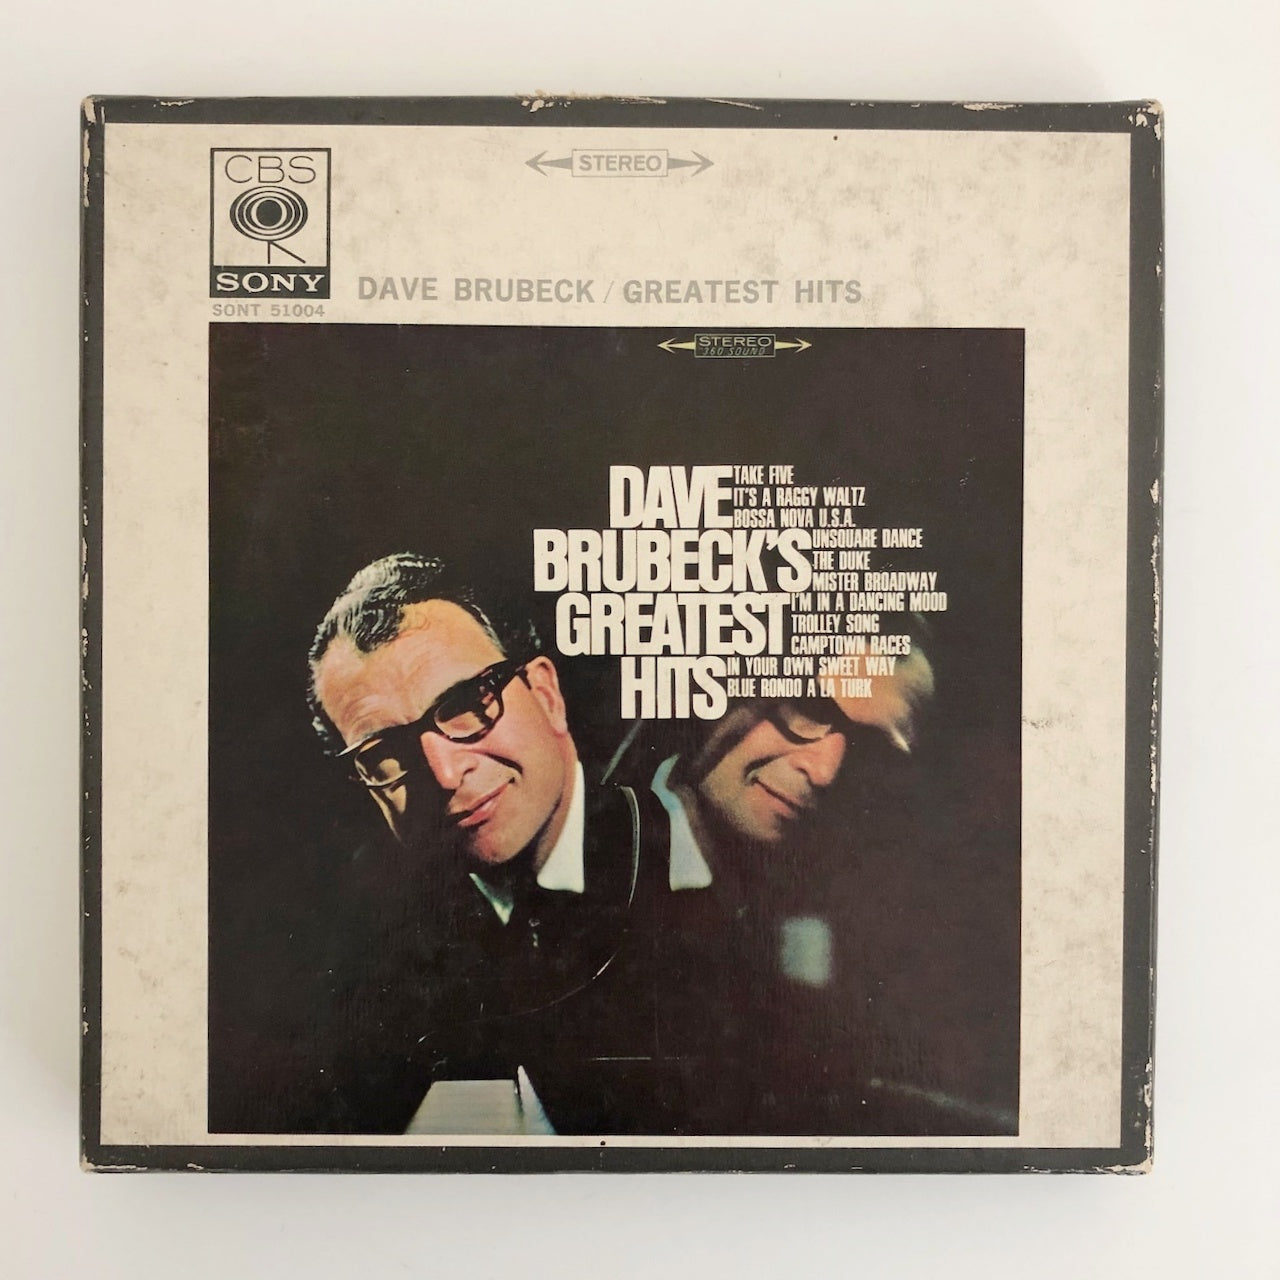 STEREO
CBS
SONY
DAVE BRUBECK / GREATEST HITS
SONT 51004
STEREO
360 SOUND
DAVE
BRUBECK'S
GREATEST
HITS
TAKE FIVE
IT'S A RAGGY WALTZ
BOSSA NOVA U.S.A.
UNSQUARE DANCE
THE DUKE
MISTER BROADWAY
I'M IN A DANCING MOOD
TROLLEY SONG
CAMPTOWN RACES
IN YOUR OWN SWEET WAY
BLUE RONDO A LA TURK